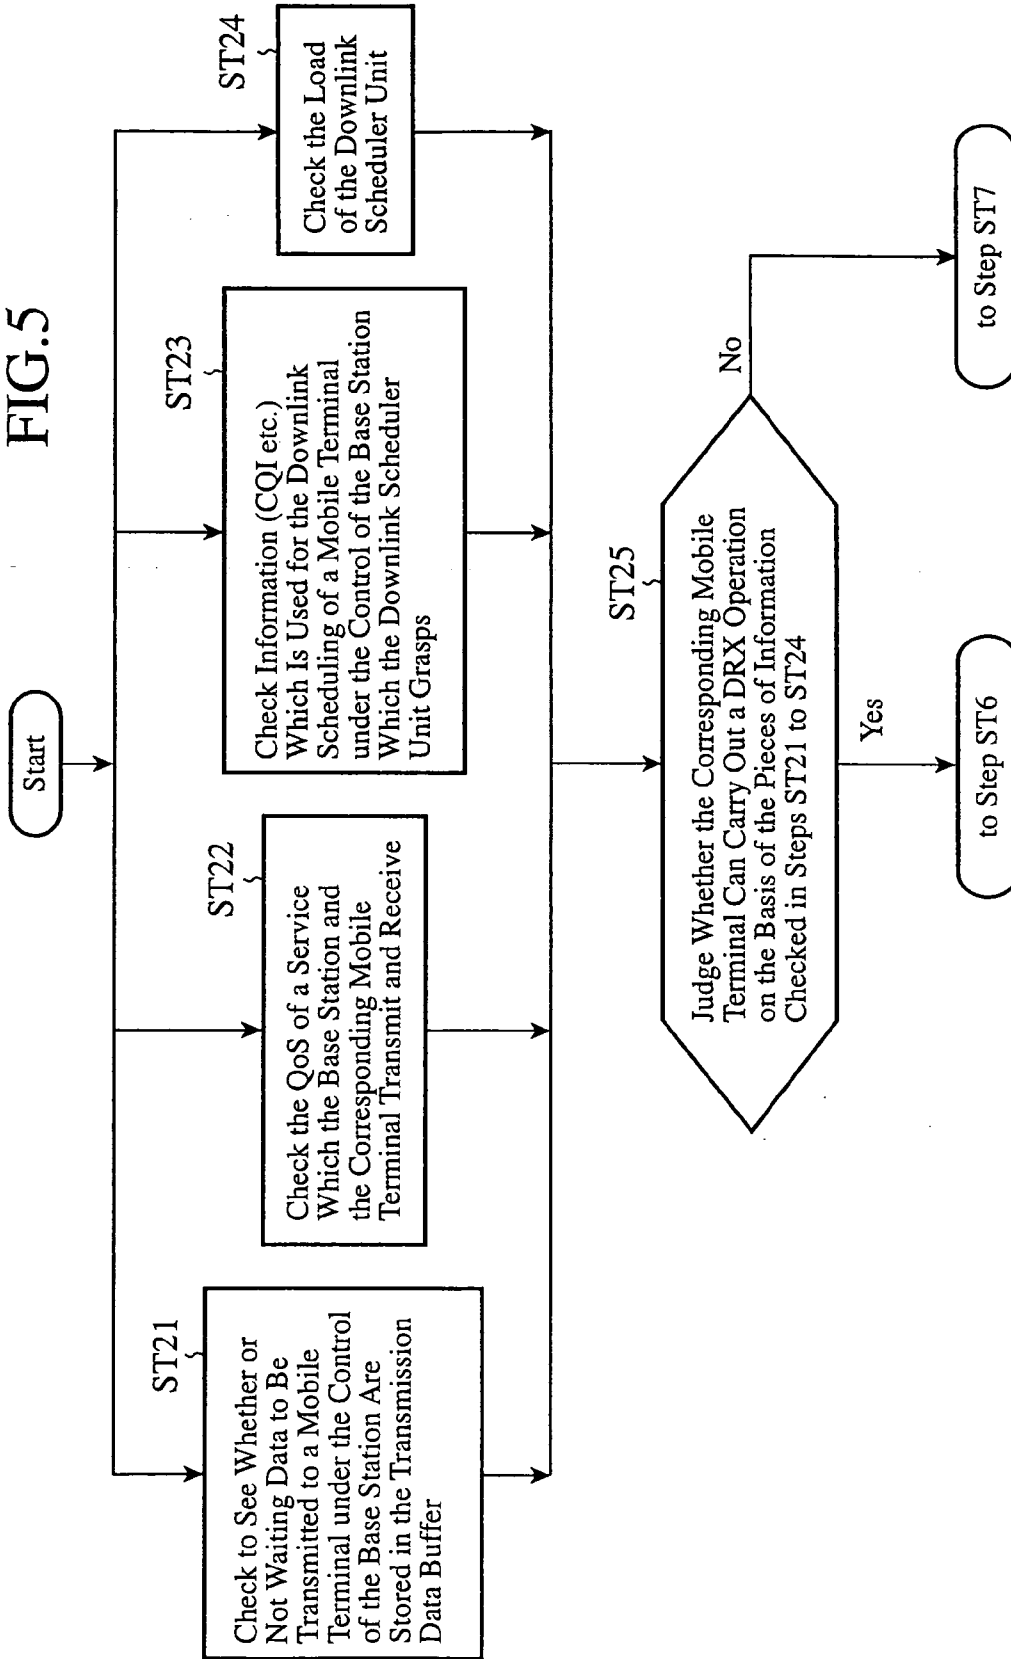 FIG.5
Start
ST21
Check to See Whether or
Not Waiting Data to Be
Transmitted to a Mobile
Terminal under the Control
of the Base Station Are
Stored in the Transmission
Data Buffer
ST22
Check the QoS of a Service
Which the Base Station and
the Corresponding Mobile
Terminal Transmit and Receive
ST23
Check Information (CQI etc.)
Which Is Used for the Downlink
Scheduling of a Mobile Terminal
under the Control of the Base Station
Which the Downlink Scheduler
Unit Grasps
ST24
Check the Load
of the Downlink
Scheduler Unit
ST25
Judge Whether the Corresponding Mobile
Terminal Can Carry Out a DRX Operation
on the Basis of the Pieces of Information
Checked in Steps ST21 to ST24
Yes
No
to Step ST6
to Step ST7